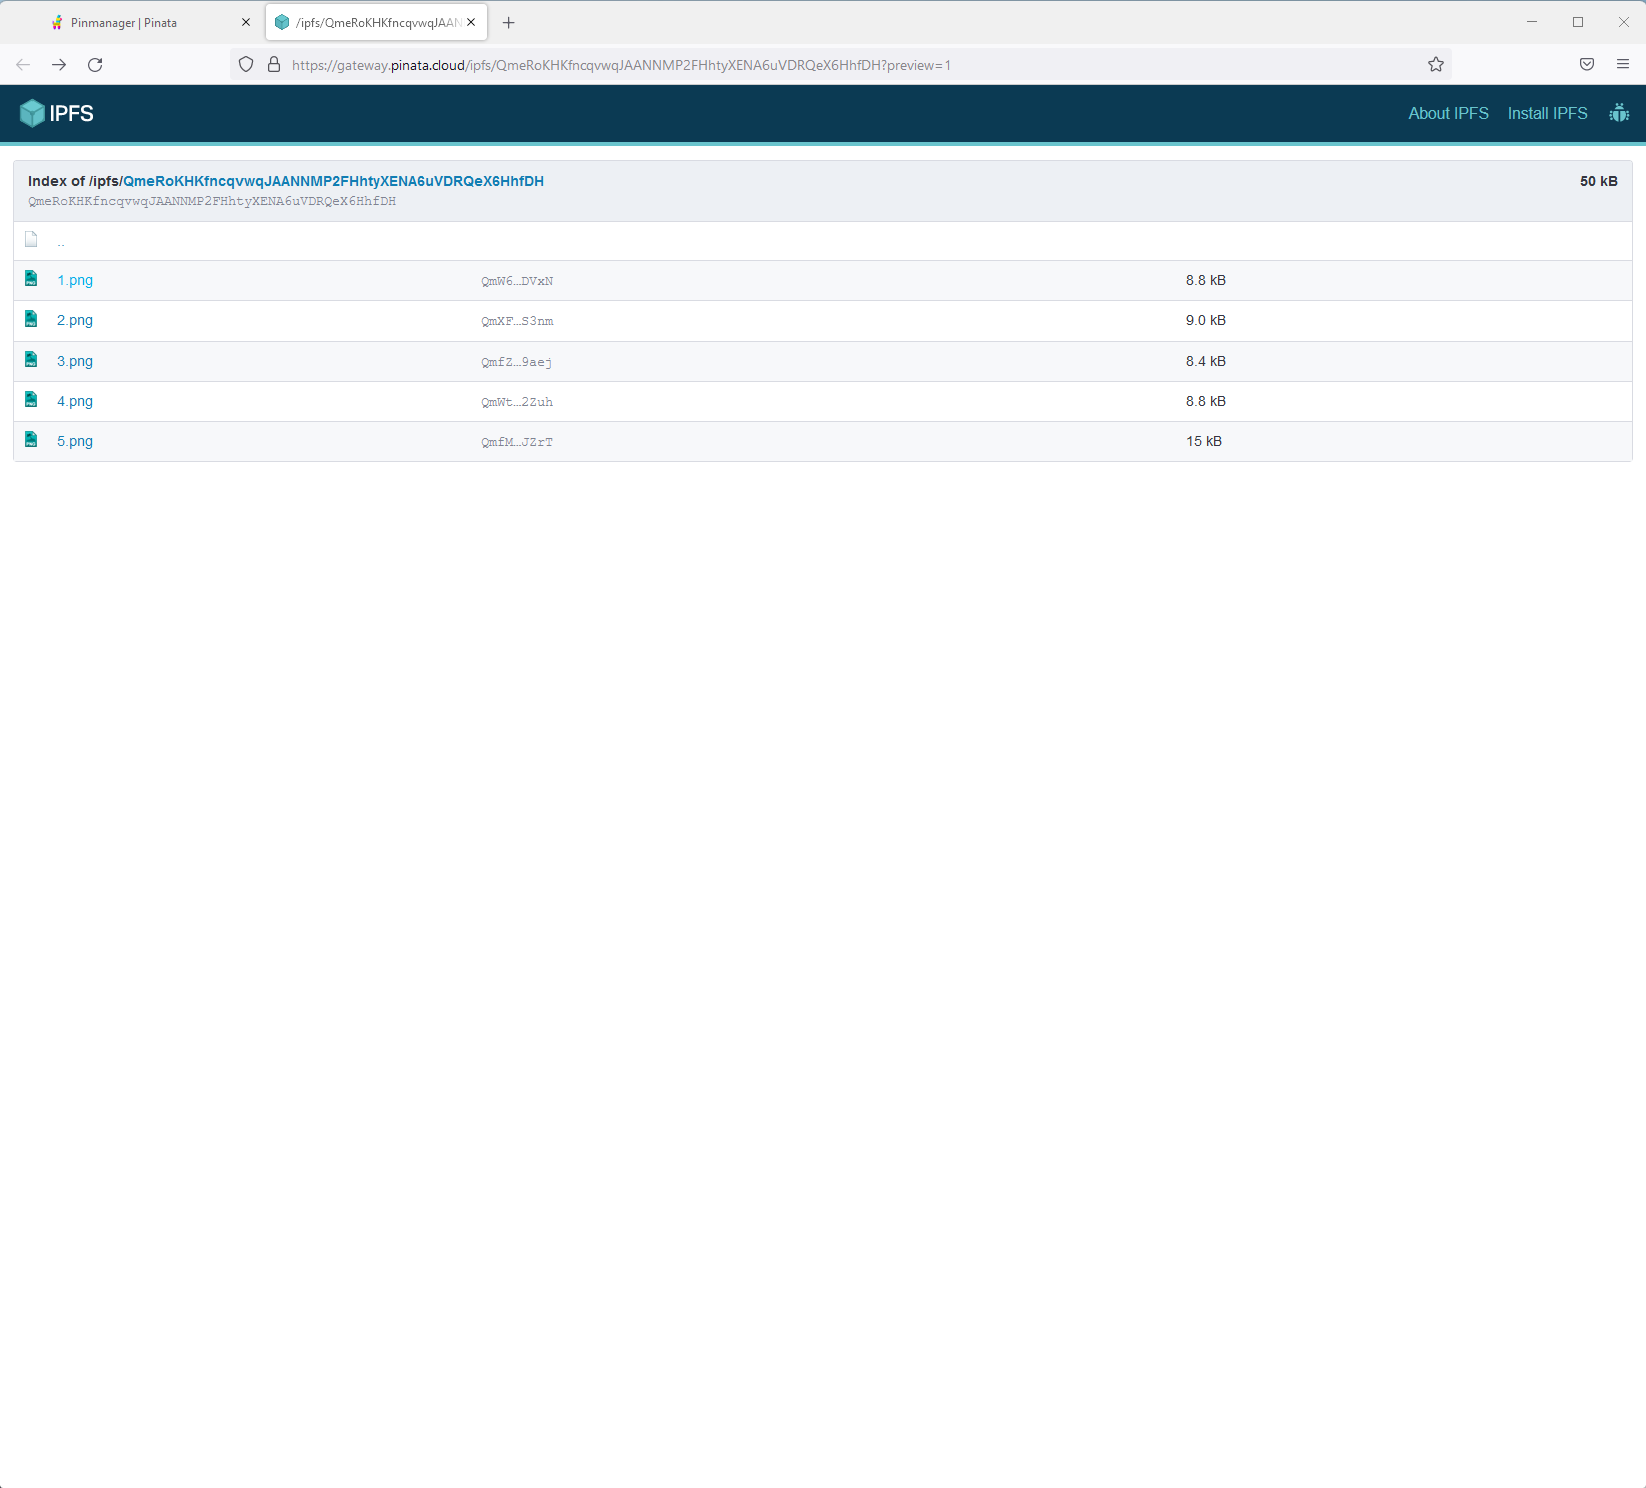 Pinmanager | Pinata
/ipfs/QmeRoKHKfncqvwqJAAN
https://gateway.pinata.cloud/ipfs/QmeRoKHKfncqvwqJAANNMP2FHhtyXENA6uVDRQeX6HhfDH?preview=1
IPFS
About IPFS
Install IPFS
Index of /ipfs/QmeRoKHKfncqvwqJAANNMP2FHhtyXENA6uVDRQeX6HhfDH
50 kB
QmeRoKHKfncqvwqJAANNMP2FHhtyXENA6uVDRQeX6HhfDH
..
1.png QmW6…DVxN 8.8 kB
2.png QmXF…S3nm 9.0 kB
3.png QmfZ…9aej 8.4 kB
4.png QmWt…2Zuh 8.8 kB
5.png QmfM…JZrT 15 kB